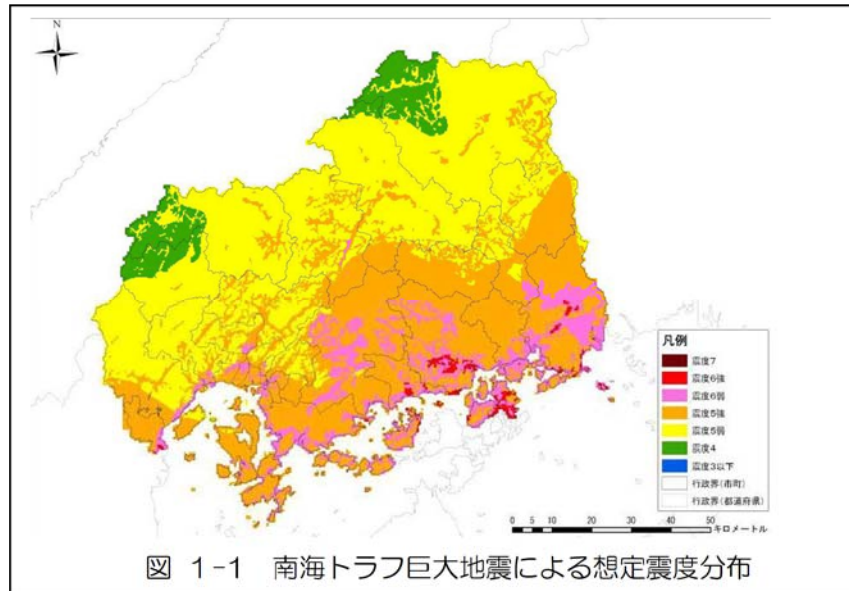 N
凡例
震度7
震度6強
震度6弱
震度5強
震度5弱
震度4
震度3以下
行政界(市町)
行政界(都道府県)
0 5 10 20 30 40 50
キロメートル
図 1-1 南海トラフ巨大地震による想定震度分布